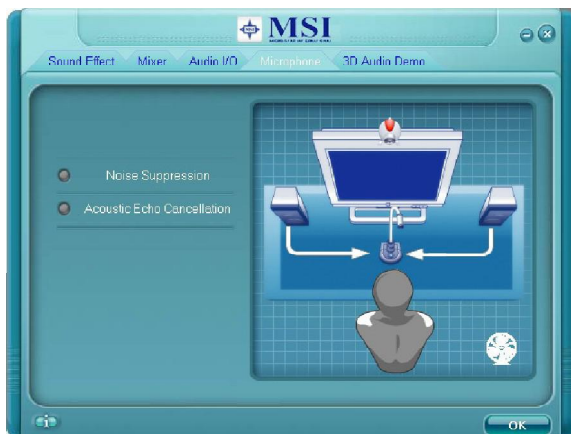 MSI
Sound Effect Mixer Audio I/O Microphone 3D Audio Demo
Noise Suppression
Acoustic Echo Cancellation
i
OK